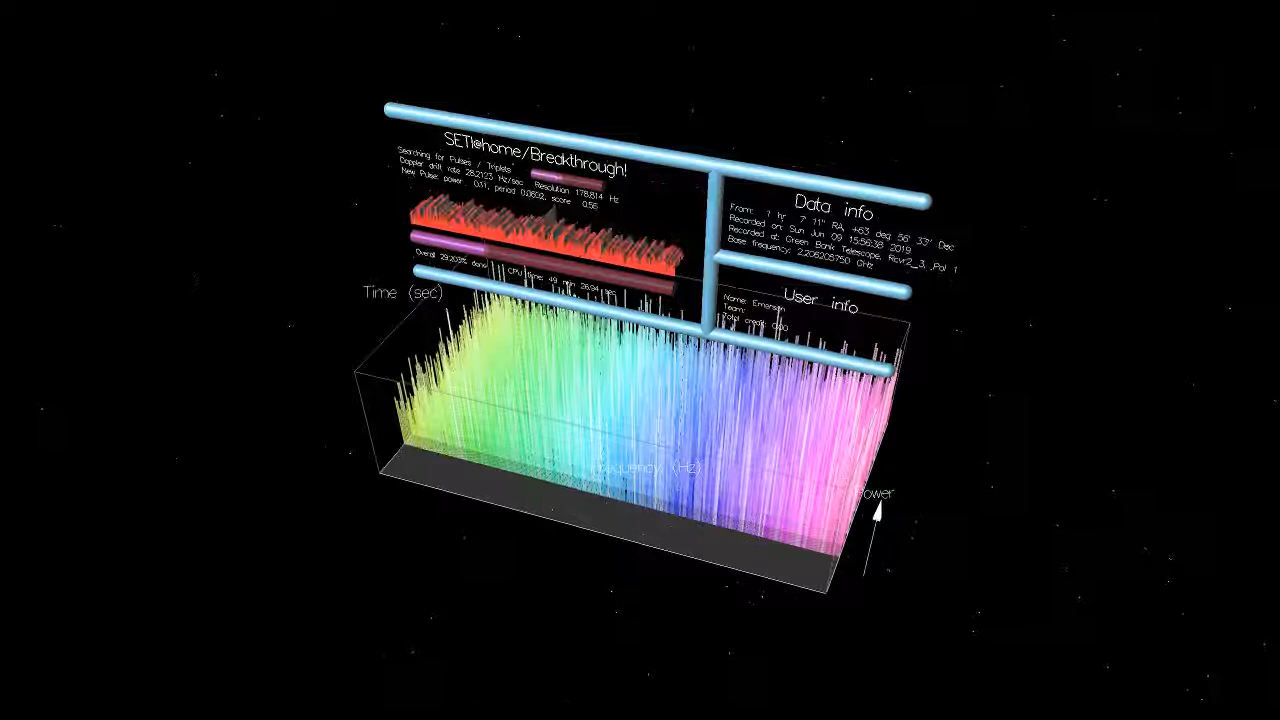 SETI@home/Breakthrough!
Searching for Pulses / Triplets
Doppler drift rate 28.2123 Hz/sec Resolution 178.814 Hz
New Pulse: power 0.11, period 0.0602, score 0.56
Overall 29.203% done CPU time: 49 min 26.94 sec
Data info
From: 1 hr 7' 11" RA, +63 deg 56' 33" Dec
Recorded on: Sun Jun 09 15:56:38 2019
Recorded at: Green Bank Telescope, Rcvr2_3, ,Pol 1
Base frequency: 2.206205750 GHz
User info
Name: Emerson
Team:
Total credit: 0.00
Time (sec)
Frequency (Hz)
Power